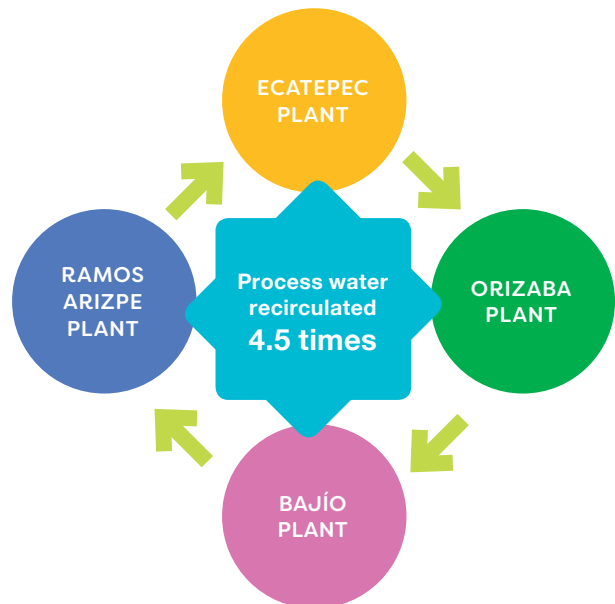 ECATEPEC
PLANT
RAMOS
ARIZPE
PLANT
Process water
recirculated
4.5 times
ORIZABA
PLANT
BAJÍO
PLANT